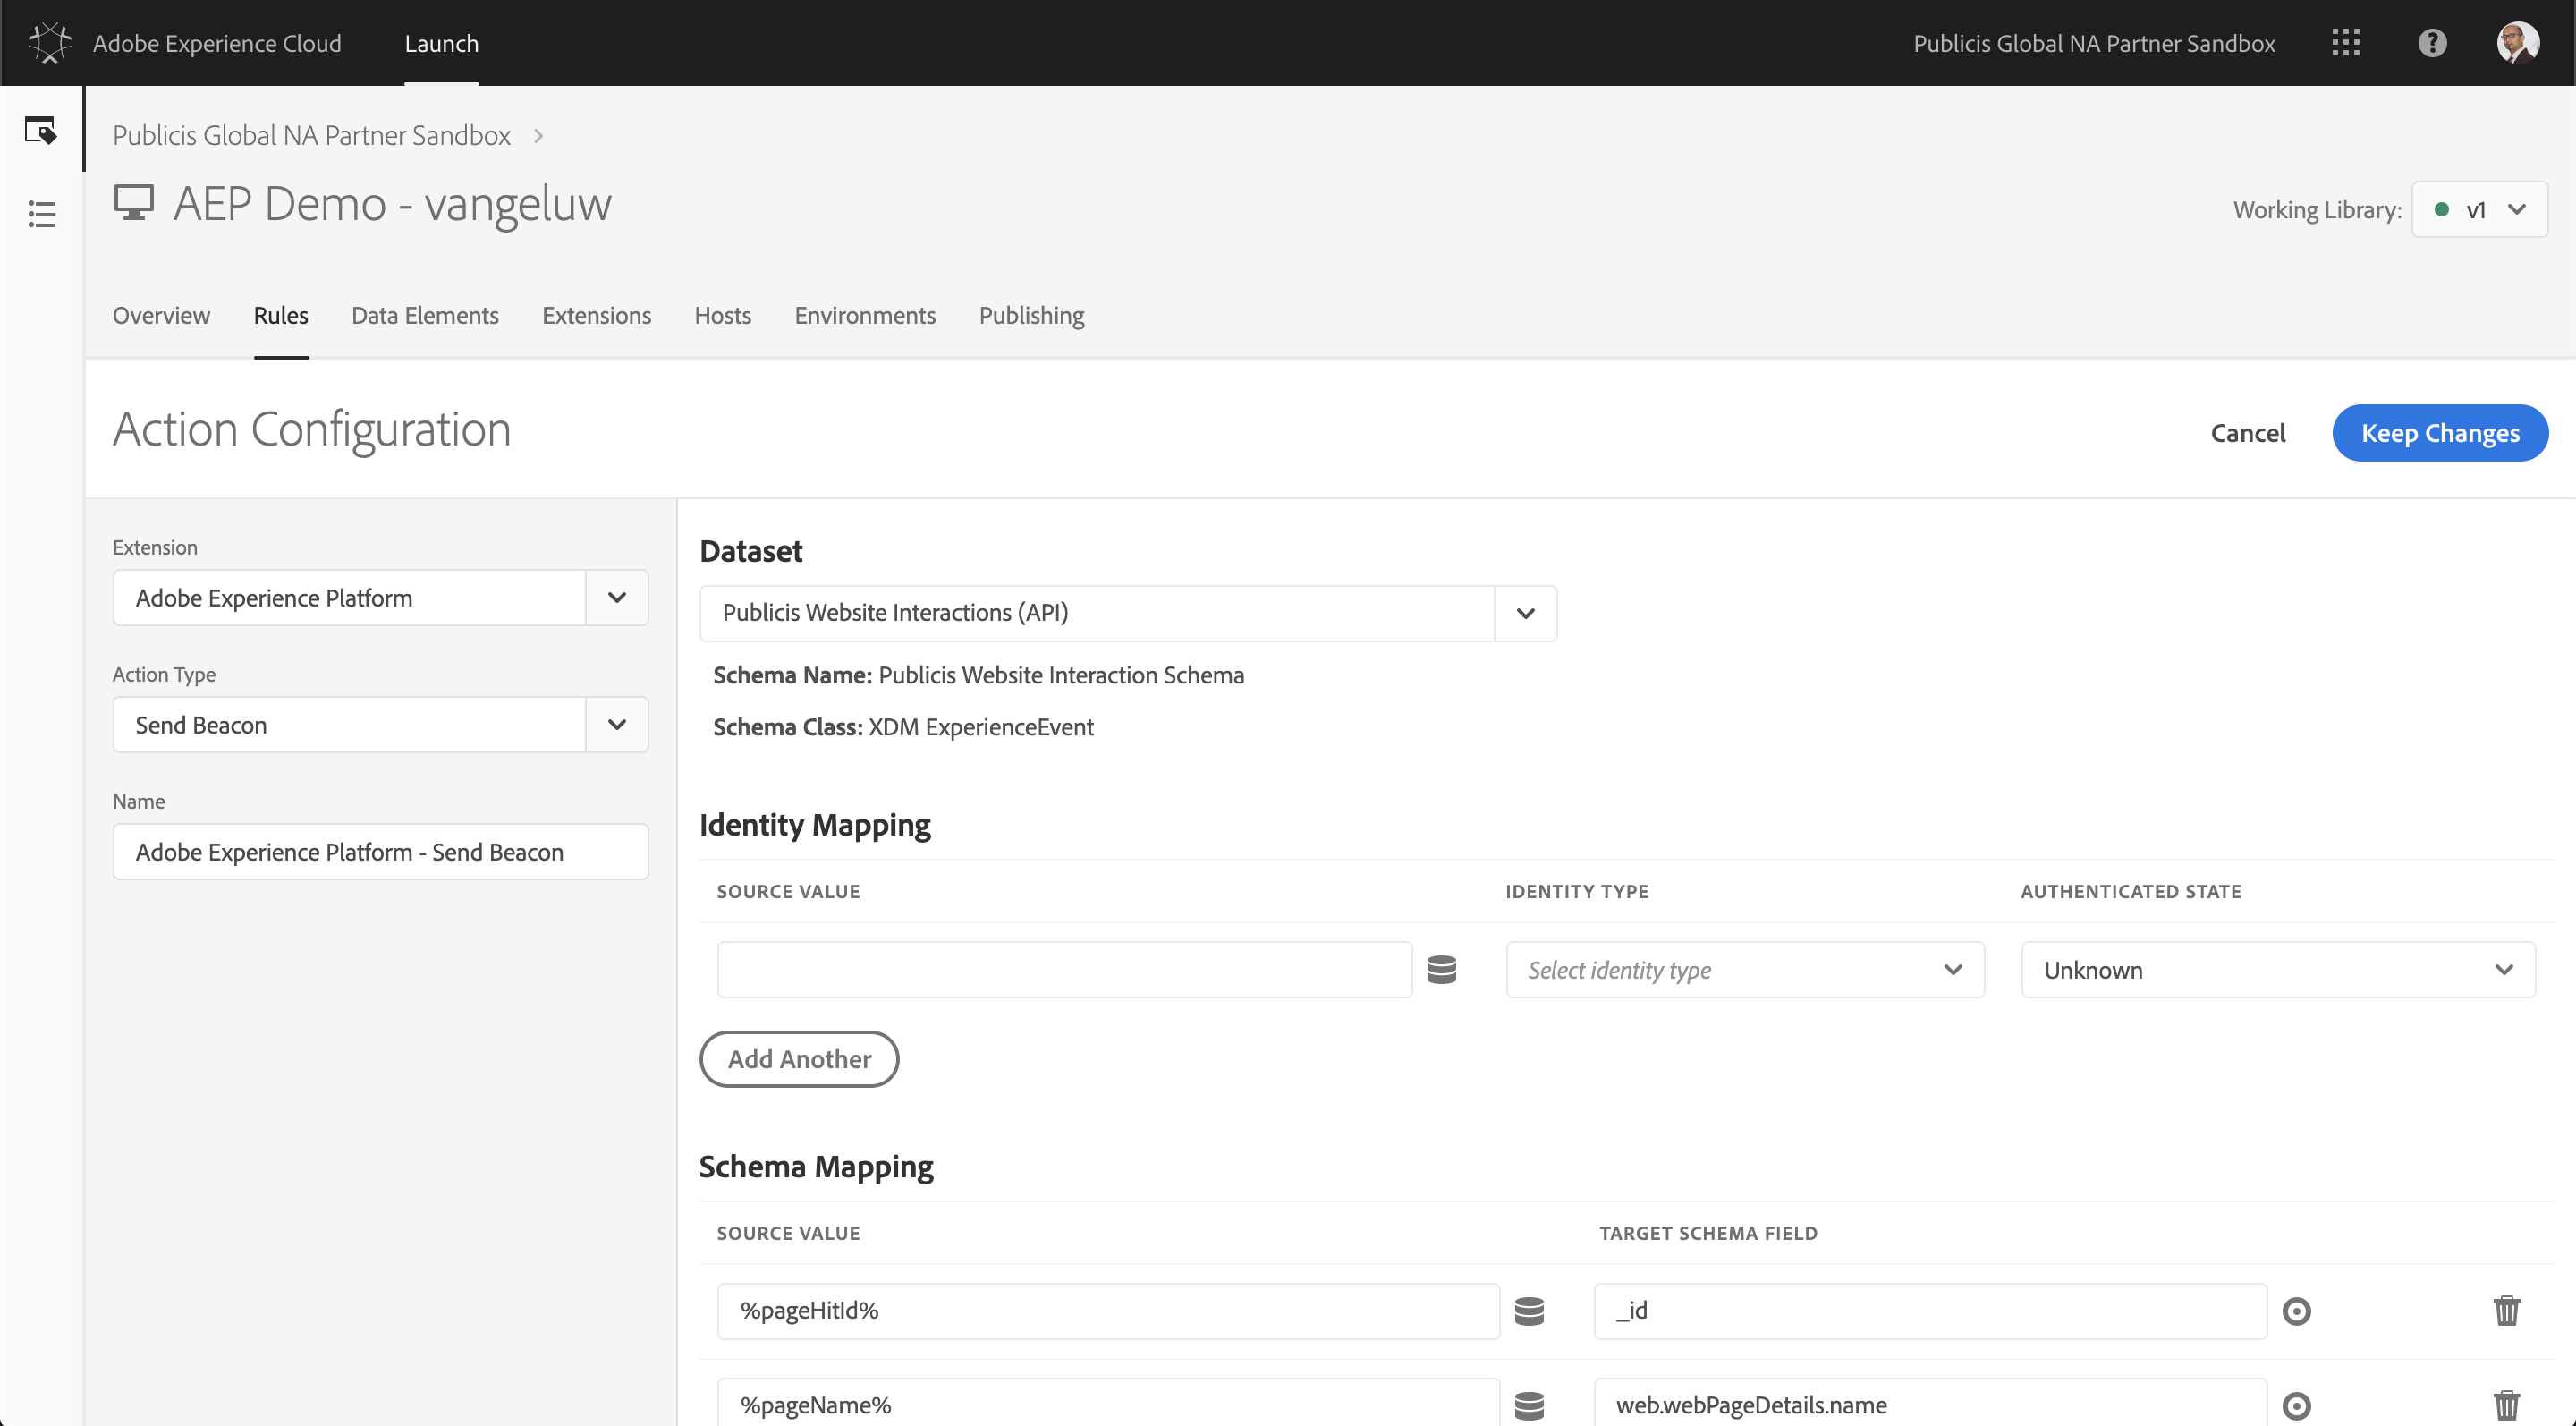 Adobe Experience Cloud
Launch
Publicis Global NA Partner Sandbox
Publicis Global NA Partner Sandbox
AEP Demo - vangeluw
Working Library:
v1
Overview
Rules
Data Elements
Extensions
Hosts
Environments
Publishing
Action Configuration
Cancel
Keep Changes
Extension
Adobe Experience Platform
Action Type
Send Beacon
Name
Adobe Experience Platform - Send Beacon
Dataset
Publicis Website Interactions (API)
Schema Name: Publicis Website Interaction Schema
Schema Class: XDM ExperienceEvent
Identity Mapping
SOURCE VALUE
IDENTITY TYPE
AUTHENTICATED STATE
Select identity type
Unknown
Add Another
Schema Mapping
SOURCE VALUE
TARGET SCHEMA FIELD
%pageHitId%
_id
%pageName%
web.webPageDetails.name